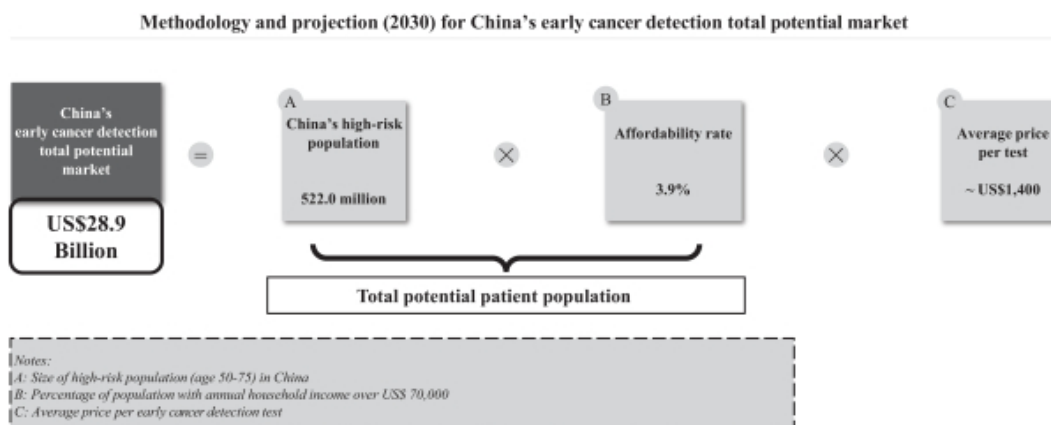 Methodology and projection (2030) for China's early cancer detection total potential market
China's
early cancer detection
total potential
market
US$28.9
Billion
=
A
China's high-risk
population
522.0 million
×
B
Affordability rate
3.9%
×
C
Average price
per test
~ US$1,400
Total potential patient population
Notes:
A: Size of high-risk population (age 50-75) in China
B: Percentage of population with annual household income over US$ 70,000
C: Average price per early cancer detection test